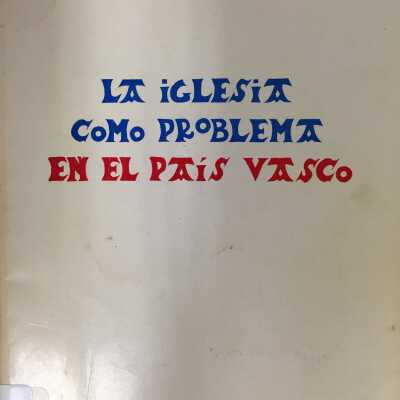 LA iGLESiA
COMO PROBLEMA
EN EL PAÍS VASCO